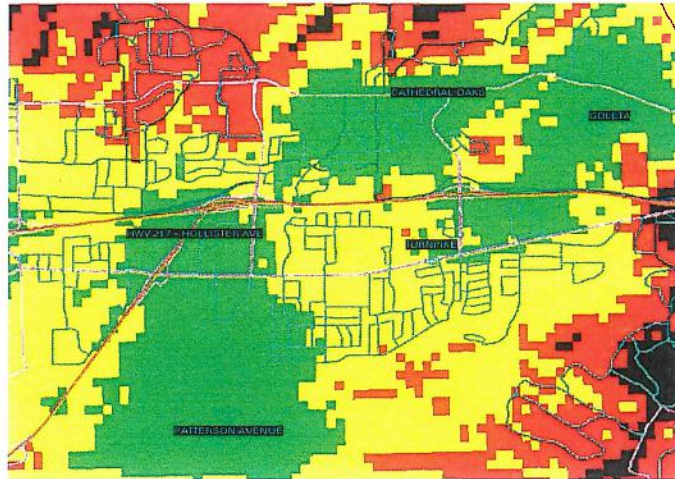 CATHEDRAL OAKS
GOLETA
HWY 217 - HOLLISTER AVE
TURNPIKE
PATTERSON AVENUE